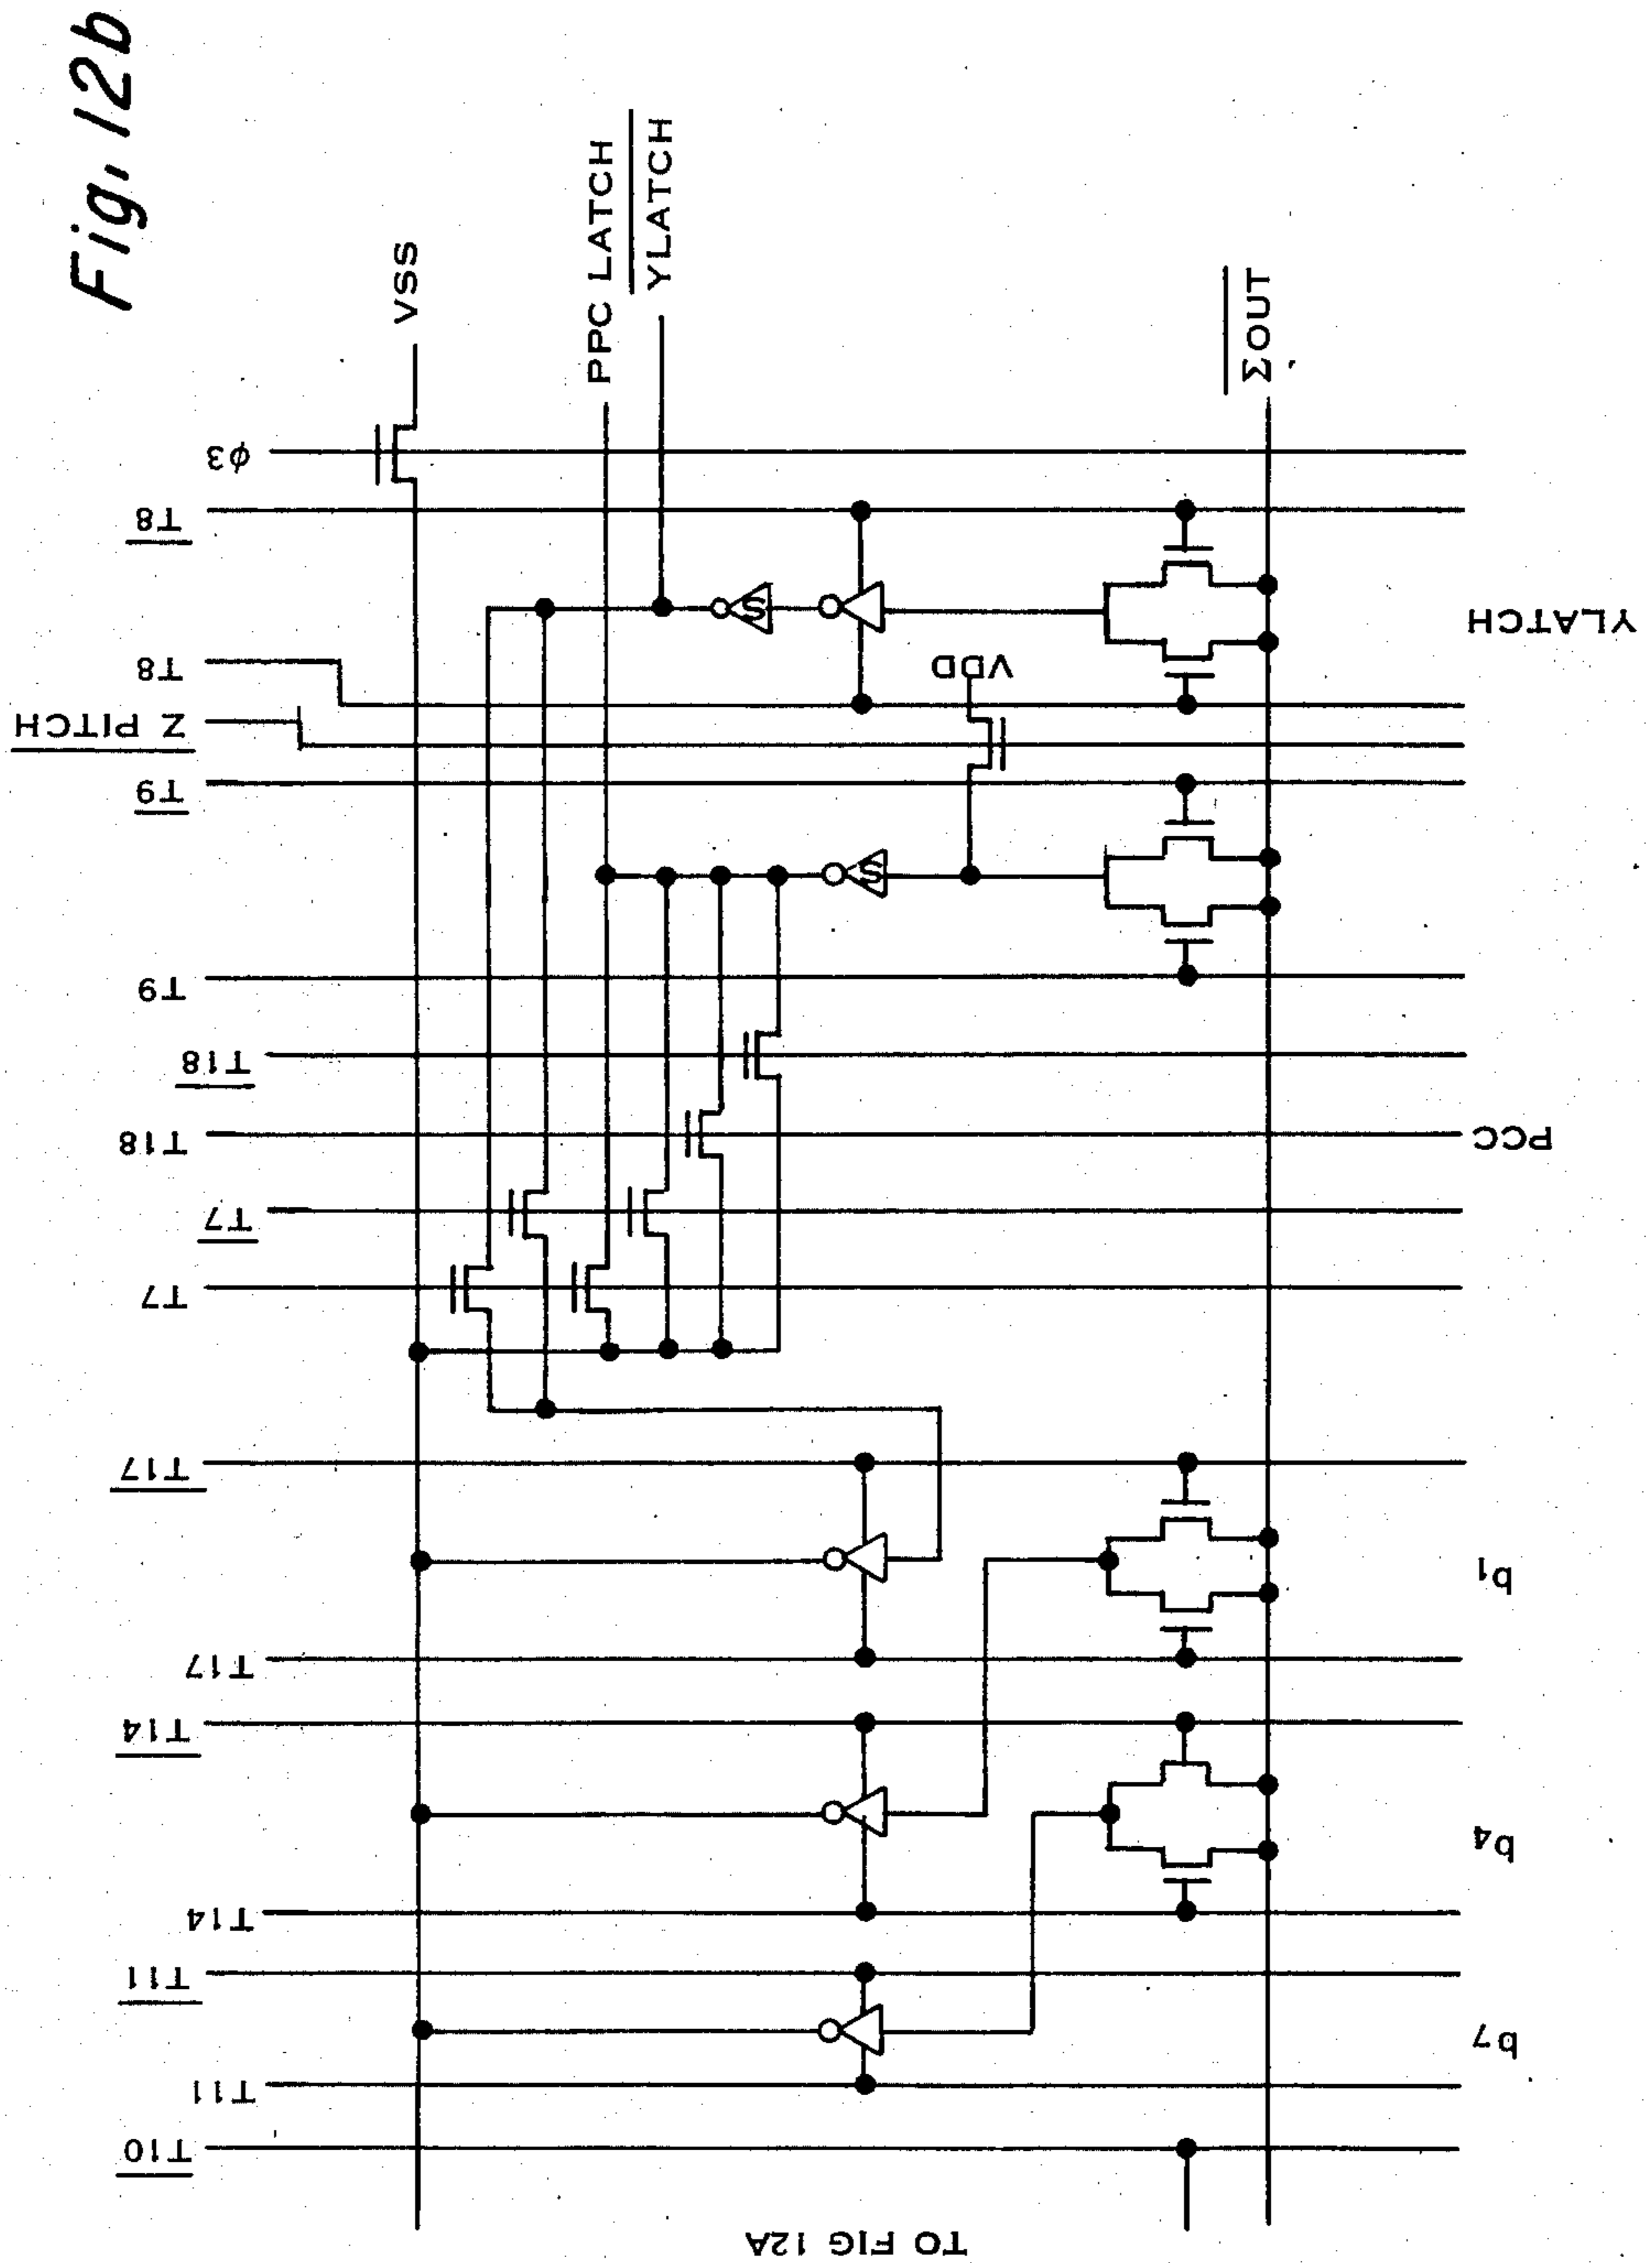 Fig. 12b
VSS
PPC LATCH
YLATCH
ΣOUT
φ3
T8
T8
Z PITCH
T9
T9
T18
T18
T7
T7
T17
T17
T14
T14
T11
T11
T10
S
S
VDD
YLATCH
PCC
b1
b4
b7
TO FIG 12A